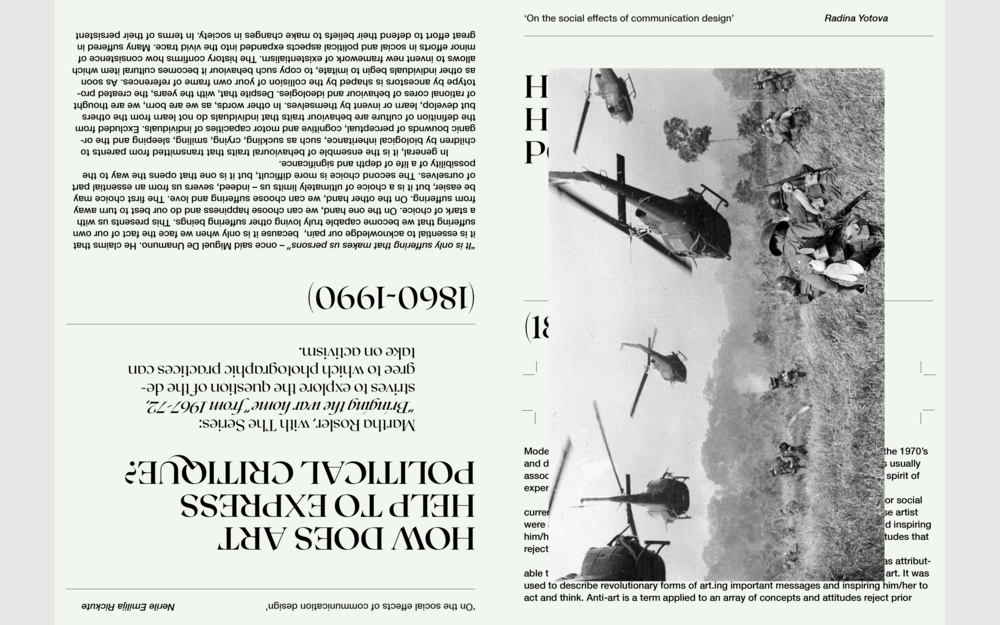 'On the social effects of communication design' Nerile Emilija Rickute
HOW DOES ART
HELP TO EXPRESS
POLITICAL CRITIQUE?
Martha Rosler, with The Series:
"Bringing the war home" from 1967-72,
strives to explore the question of the de-
gree to which photographic practices can
take on activism.
(1860-1990)
"It is only suffering that makes us persons" – once said Miguel De Unamuno. He claims that
it is essential to acknowledge our pain, because it is only when we face the fact of our own
suffering that we become capable truly loving other suffering beings. This presents us with
a stark of choice. On the one hand, we can choose happiness and do our best to turn away
from suffering. On the other hand, we can choose suffering and love. The first choice may
be easier, but it is a choice of ultimately limits us – indeed, severs us from an essential part
of ourselves. The second choice is more difficult, but it is one that opens the way to the
possibility of a life of depth and significance.
In general, it is the ensemble of behavioural traits that transmitted from parents to
children by biological inheritance, such as sucking, crying, smiling, sleeping and the or-
ganic bounweds of perceptual, cognitive and motor capacities of individuals. Excluded from
the definition of culture are behaviour traits that individuals do not learn from the others
but develop, learn or invent by themselves. In other words, as we are born, we are thought
of rational cores of behaviour and ideologies. Despite that, with the years, the created pro-
totype by ancestors is shaped by the collision of your own frame of references. As soon
as other individuals begin to imitate, to copy such behaviour it becomes cultural item which
allows to invent new framework of existentialism. The history confirms how consistence of
minor efforts in social and political aspects expanded into the vivid trace. Many suffered in
great effort to defend their beliefs to make changes in society. In terms of their persistent
'On the social effects of communication design' Radina Yotova
H
H
PO
(18
Mode the 1970's
and d s usually
assoc spirit of
exper
or social
curre se artist
were d inspiring
him/h tudes that
reject
as attribut-
able t art. It was
used to describe revolutionary forms of art.ing important messages and inspiring him/her to
act and think. Anti-art is a term applied to an array of concepts and attitudes reject prior